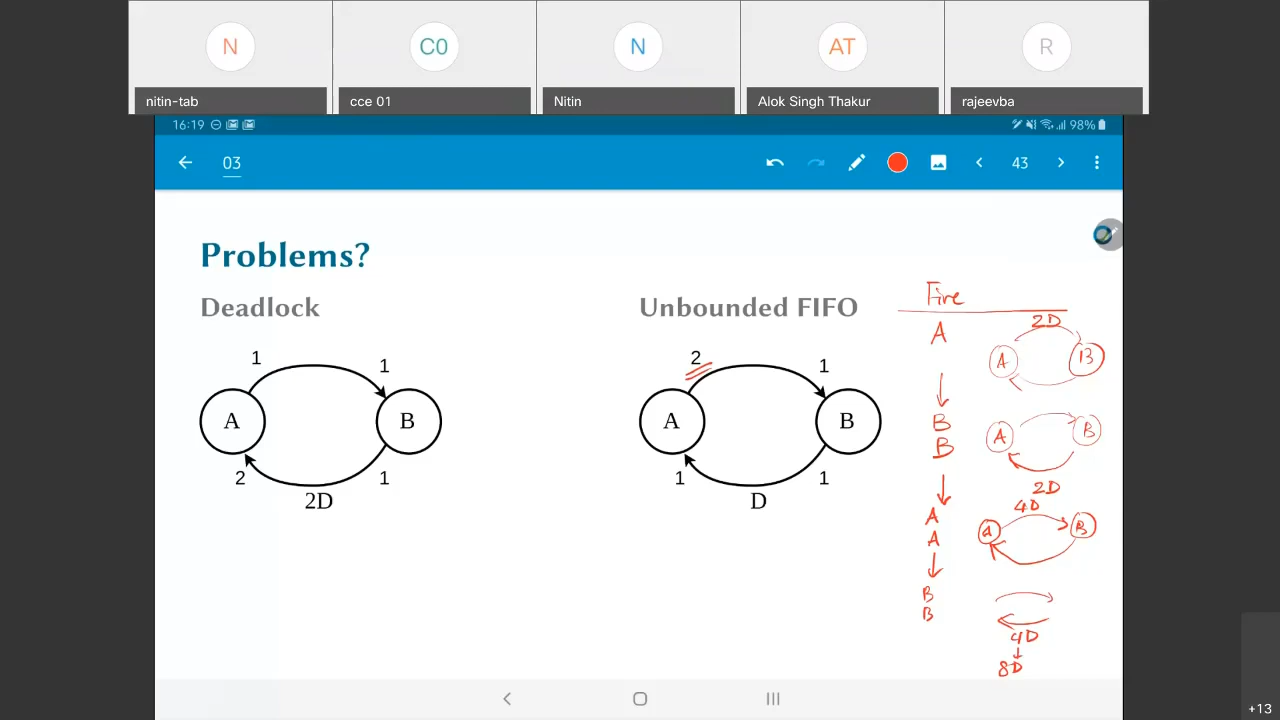 N
C0
N
AT
R
nitin-tab
cce 01
Nitin
Alok Singh Thakur
rajeevba
16:19
98%
03
43
Problems?
Deadlock
Unbounded FIFO
1
1
A
B
2
1
2D
2
1
A
B
1
1
D
Fire
A
2D
A
B
B
B
A
B
2D
A
A
4D
A
B
B
B
4D
8D
+13